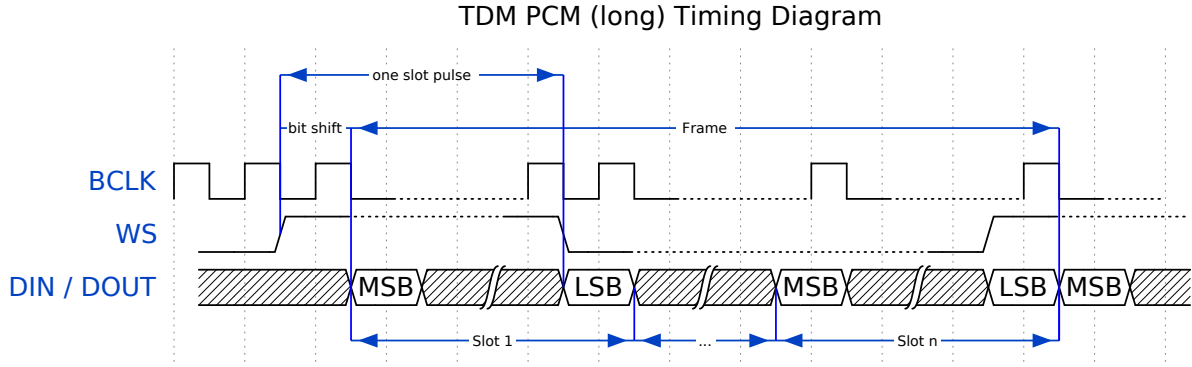 TDM PCM (long) Timing Diagram
one slot pulse
bit shift
Frame
BCLK
WS
DIN / DOUT
MSB
LSB
MSB
LSB
MSB
Slot 1
...
Slot n